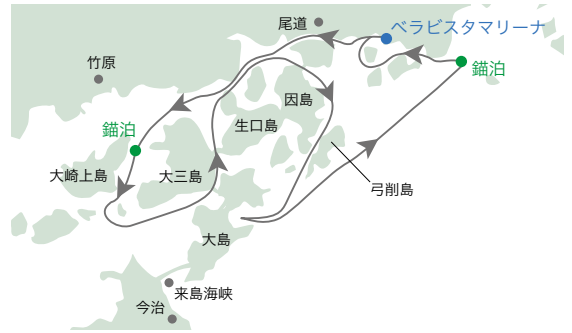 尾道
ベラビスタマリーナ
竹原
錨泊
因島
錨泊
生口島
大崎上島
大三島
弓削島
大島
来島海峡
今治